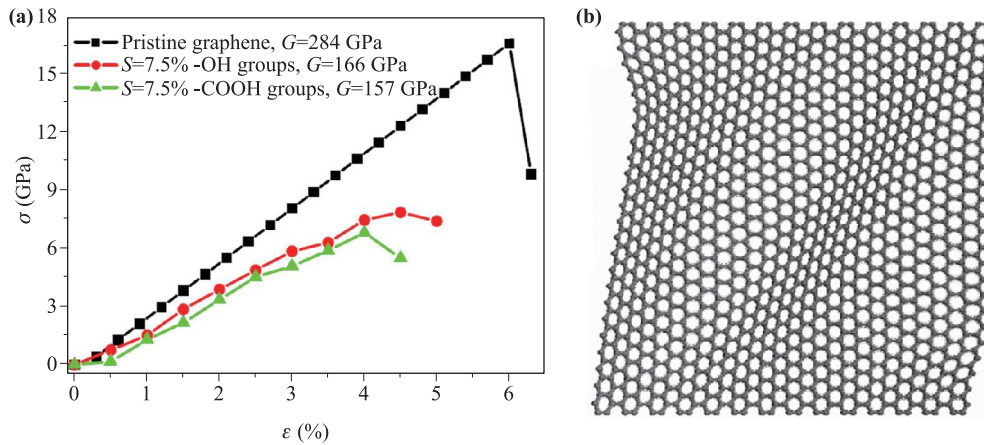 (a)
18
15
12
9
6
3
0
σ (GPa)
Pristine graphene, G=284 GPa
S=7.5% -OH groups, G=166 GPa
S=7.5% -COOH groups, G=157 GPa
0 1 2 3 4 5 6
ε (%)
(b)